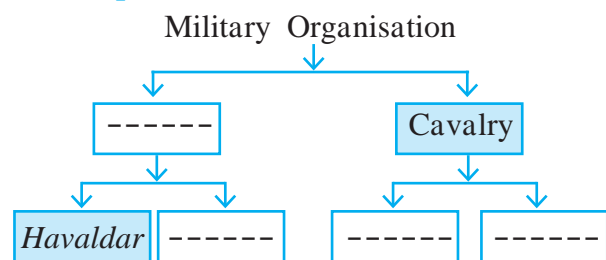 Military Organisation
------ Cavalry
Havaldar ------ ------ ------